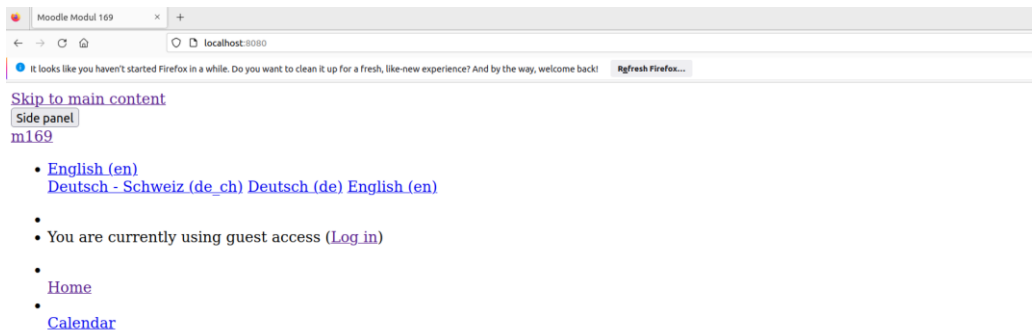 Moodle Modul 169
localhost:8080
It looks like you haven't started Firefox in a while. Do you want to clean it up for a fresh, like-new experience? And by the way, welcome back! Refresh Firefox...
Skip to main content
Side panel
m169
English (en)
Deutsch - Schweiz (de_ch) Deutsch (de) English (en)
You are currently using guest access (Log in)
Home
Calendar